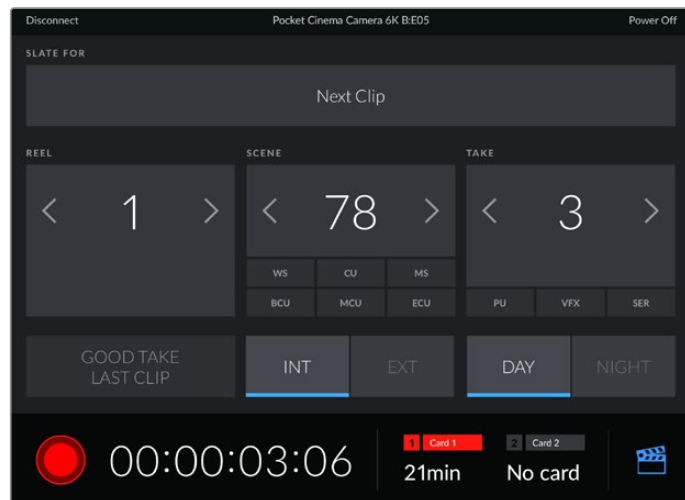 Disconnect Pocket Cinema Camera 6K B:E05 Power Off
SLATE FOR
Next Clip
REEL SCENE TAKE
1 78 3
WS CU MS
BCU MCU ECU PU VFX SER
GOOD TAKE
LAST CLIP
INT EXT DAY NIGHT
00:00:03:06
1 Card 1 2 Card 2
21min No card